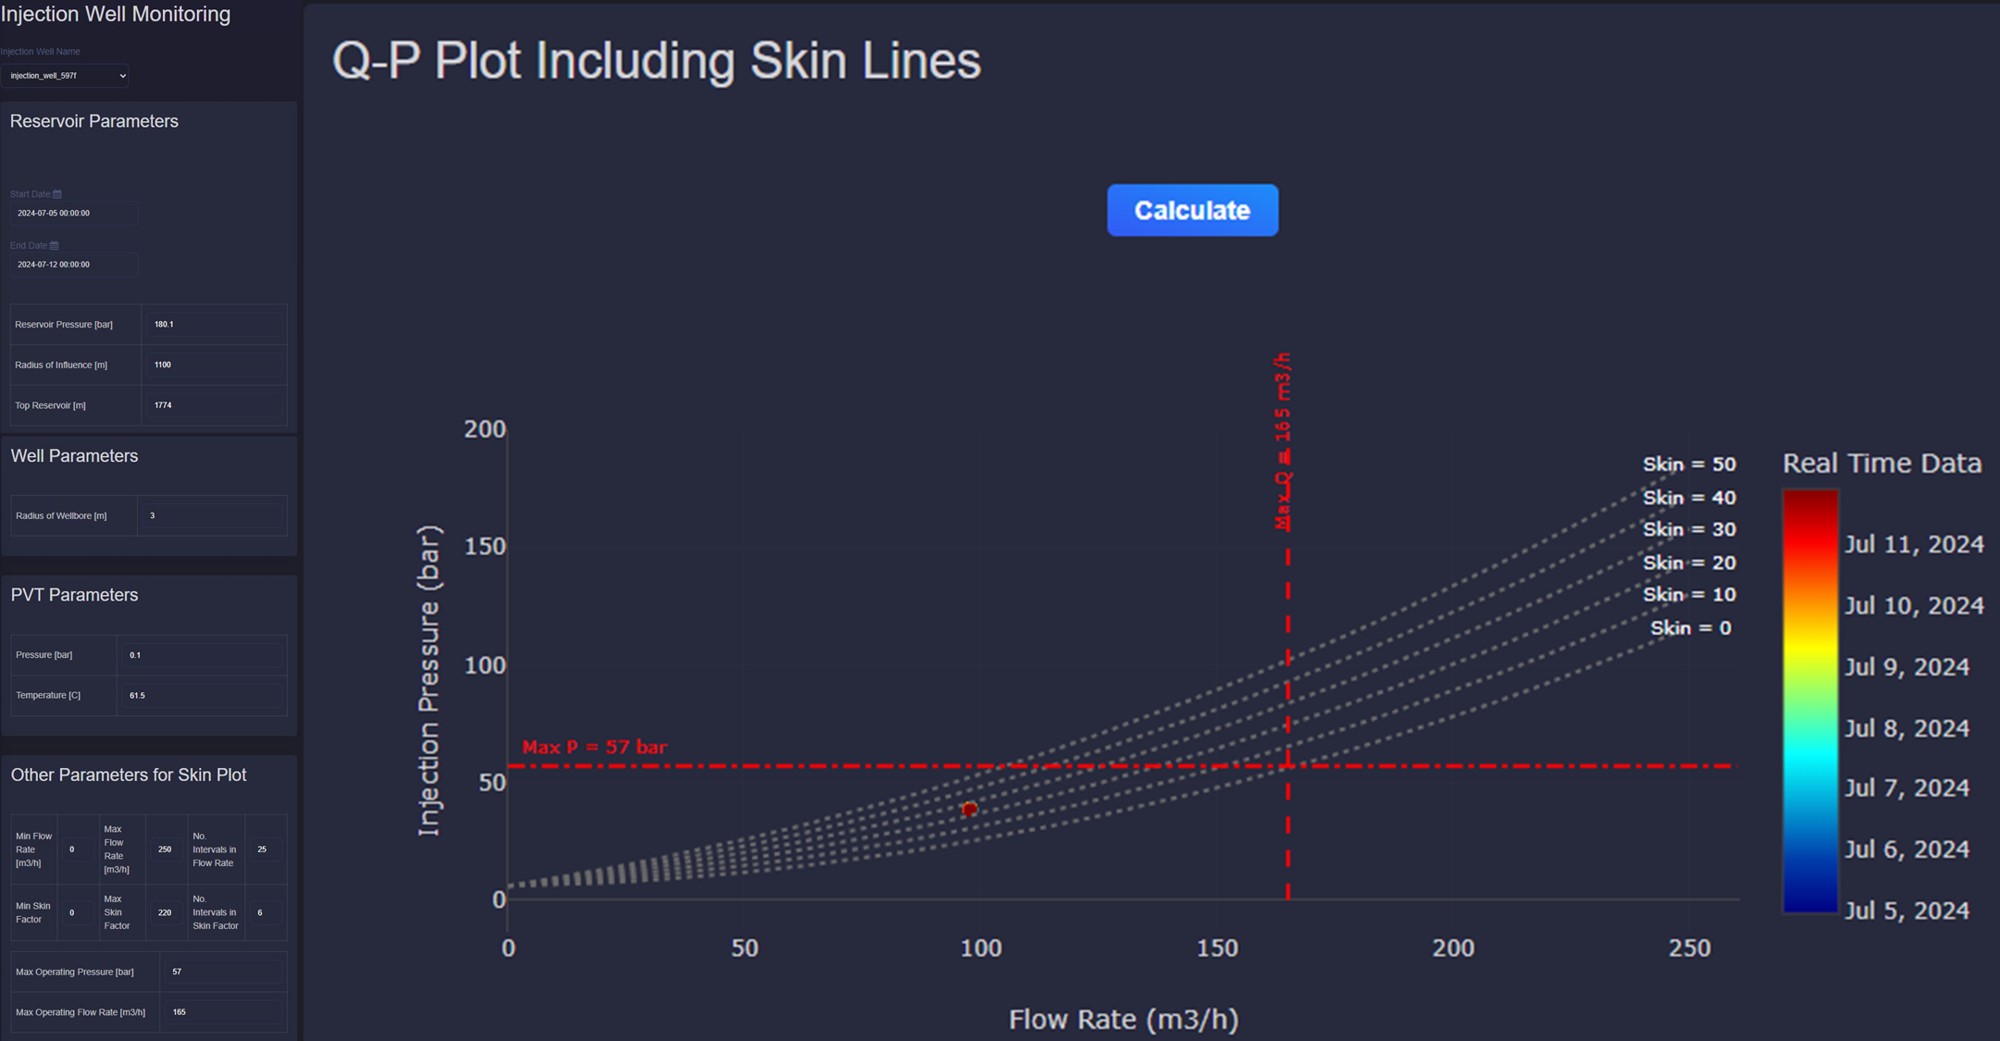 Injection Well Monitoring
Injection Well Name
injection_well_597f
Reservoir Parameters
Start Date
2024-07-05 00:00:00
End Date
2024-07-12 00:00:00
Reservoir Pressure [bar] 180.1
Radius of Influence [m] 1100
Top Reservoir [m] 1774
Well Parameters
Radius of Wellbore [m] 3
PVT Parameters
Pressure [bar] 0.1
Temperature [C] 61.5
Other Parameters for Skin Plot
Min Flow
Rate
[m3/h]
0
Max
Flow
Rate
[m3/h]
250
No.
Intervals in
Flow Rate
25
Min Skin
Factor
0
Max
Skin
Factor
220
No.
Intervals in
Skin Factor
6
Max Operating Pressure [bar] 57
Max Operating Flow Rate [m3/h] 165
Q-P Plot Including Skin Lines
Calculate
Max Q = 165 m3/h
Max P = 57 bar
Injection Pressure (bar)
200
150
100
50
0
0 50 100 150 200 250
Flow Rate (m3/h)
Skin = 50
Skin = 40
Skin = 30
Skin = 20
Skin = 10
Skin = 0
Real Time Data
Jul 11, 2024
Jul 10, 2024
Jul 9, 2024
Jul 8, 2024
Jul 7, 2024
Jul 6, 2024
Jul 5, 2024